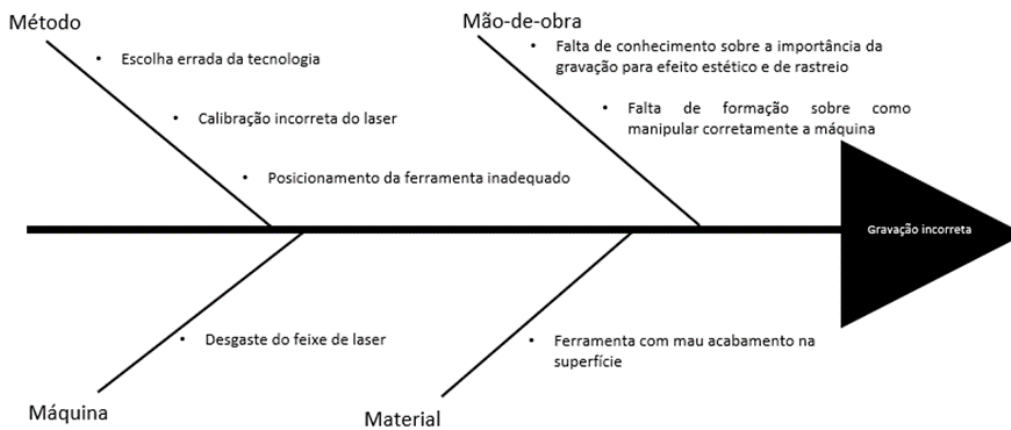 Método
• Escolha errada da tecnologia
• Calibração incorreta do laser
• Posicionamento da ferramenta inadequado
Mão-de-obra
• Falta de conhecimento sobre a importância da
gravação para efeito estético e de rastreio
• Falta de formação sobre como
manipular corretamente a máquina
Gravação incorreta
• Desgaste do feixe de laser
Máquina
• Ferramenta com mau acabamento na
superfície
Material